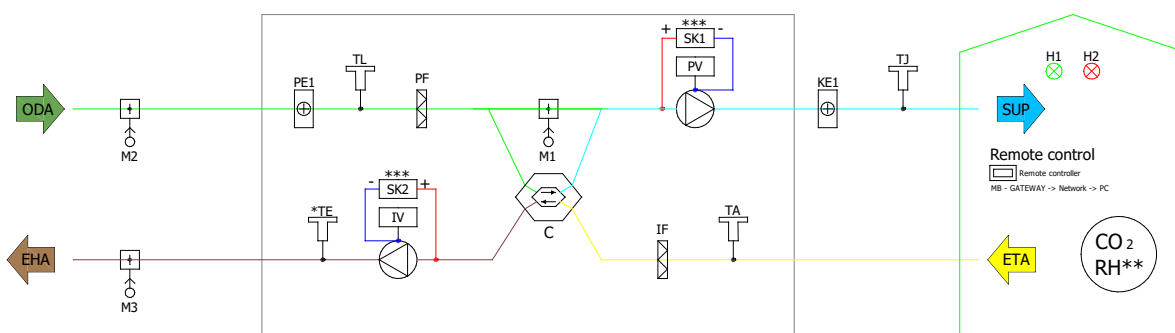 ***
+ SK1 -
PV
H1 H2
TL
PE1
PF
KE1
TJ
ODA
M2
M1
SUP
Remote control
Remote controller
MB - GATEWAY -> Network -> PC
***
- SK2 +
IV
*TE
C
IF
TA
EHA
M3
ETA
CO 2
RH**